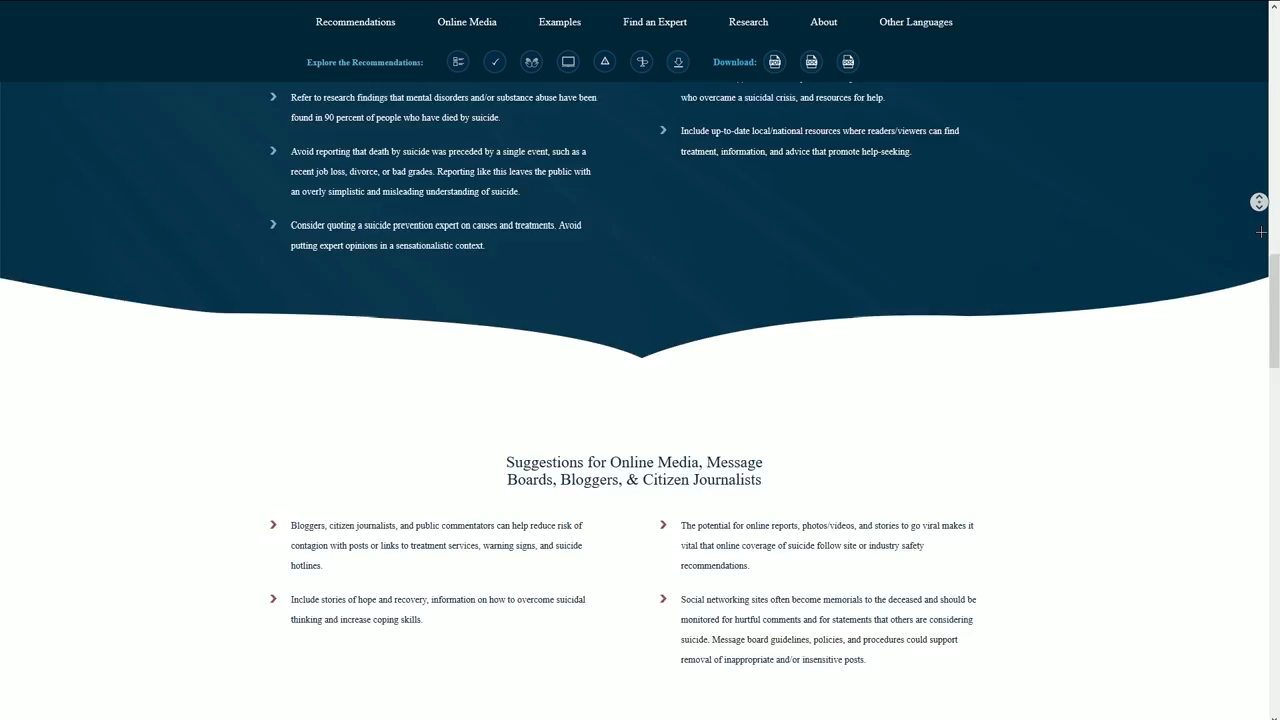 Recommendations
Online Media
Examples
Find an Expert
Research
About
Other Languages
Explore the Recommendations:
Download:
PDF
DOC
DOC
Refer to research findings that mental disorders and/or substance abuse have been
found in 90 percent of people who have died by suicide.
Avoid reporting that death by suicide was preceded by a single event, such as a
recent job loss, divorce, or bad grades. Reporting like this leaves the public with
an overly simplistic and misleading understanding of suicide.
Consider quoting a suicide prevention expert on causes and treatments. Avoid
putting expert opinions in a sensationalistic context.
who overcame a suicidal crisis, and resources for help.
Include up-to-date local/national resources where readers/viewers can find
treatment, information, and advice that promote help-seeking.
Suggestions for Online Media, Message
Boards, Bloggers, & Citizen Journalists
Bloggers, citizen journalists, and public commentators can help reduce risk of
contagion with posts or links to treatment services, warning signs, and suicide
hotlines.
Include stories of hope and recovery, information on how to overcome suicidal
thinking and increase coping skills.
The potential for online reports, photos/videos, and stories to go viral makes it
vital that online coverage of suicide follow site or industry safety
recommendations.
Social networking sites often become memorials to the deceased and should be
monitored for hurtful comments and for statements that others are considering
suicide. Message board guidelines, policies, and procedures could support
removal of inappropriate and/or insensitive posts.